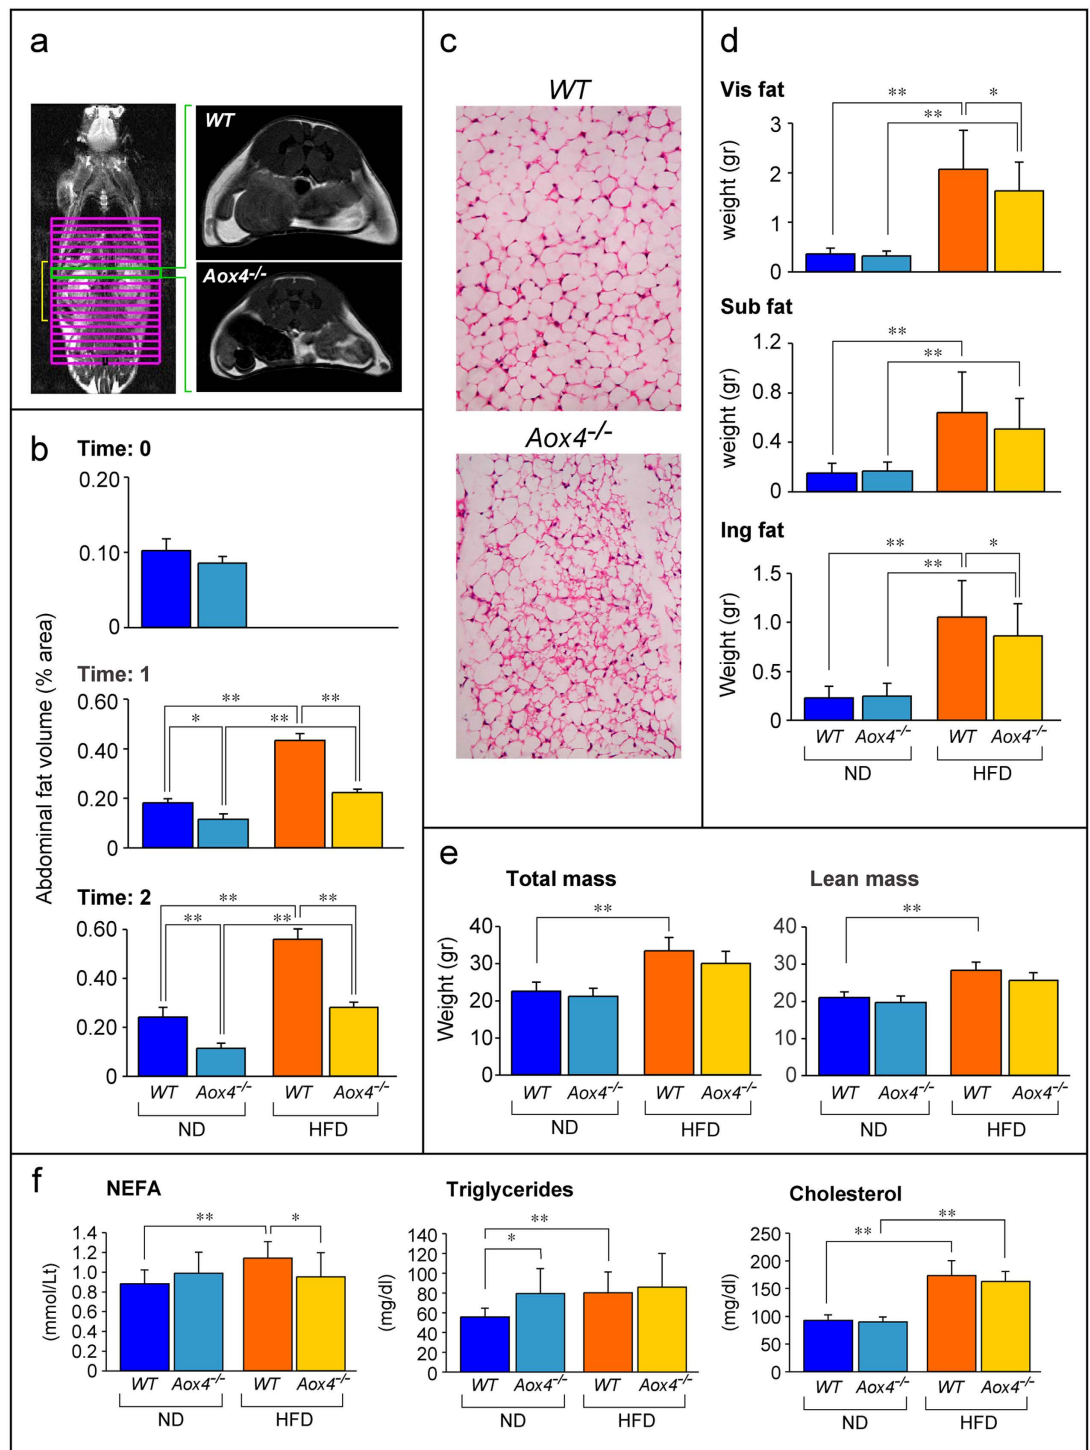 a
WT
Aox4-/-
b
Time: 0
Abdominal fat volume (% area)
0.20
0.10
0
Time: 1
0.60
0.40
0.20
0
** **
* **
Time: 2
0.60
0.20
0
** **
** **
WT Aox4-/- WT Aox4-/-
ND HFD
c
WT
Aox4-/-
d
Vis fat
weight (gr)
3
2
1
0
** *
**
Sub fat
weight (gr)
1.2
0.8
0.4
0
**
**
Ing fat
Weight (gr)
1.5
1.0
0.5
0
** *
**
WT Aox4-/- WT Aox4-/-
ND HFD
e
Total mass
Weight (gr)
40
30
20
10
0
**
WT Aox4-/- WT Aox4-/-
ND HFD
Lean mass
40
30
20
10
0
**
WT Aox4-/- WT Aox4-/-
ND HFD
f
NEFA
(mmol/Lt)
1.4
1.2
1.0
0.8
0.6
0.4
0.2
0
** *
WT Aox4-/- WT Aox4-/-
ND HFD
Triglycerides
(mg/dl)
140
120
100
80
60
40
20
0
**
*
WT Aox4-/- WT Aox4-/-
ND HFD
Cholesterol
(mg/dl)
250
200
150
100
50
0
**
**
WT Aox4-/- WT Aox4-/-
ND HFD